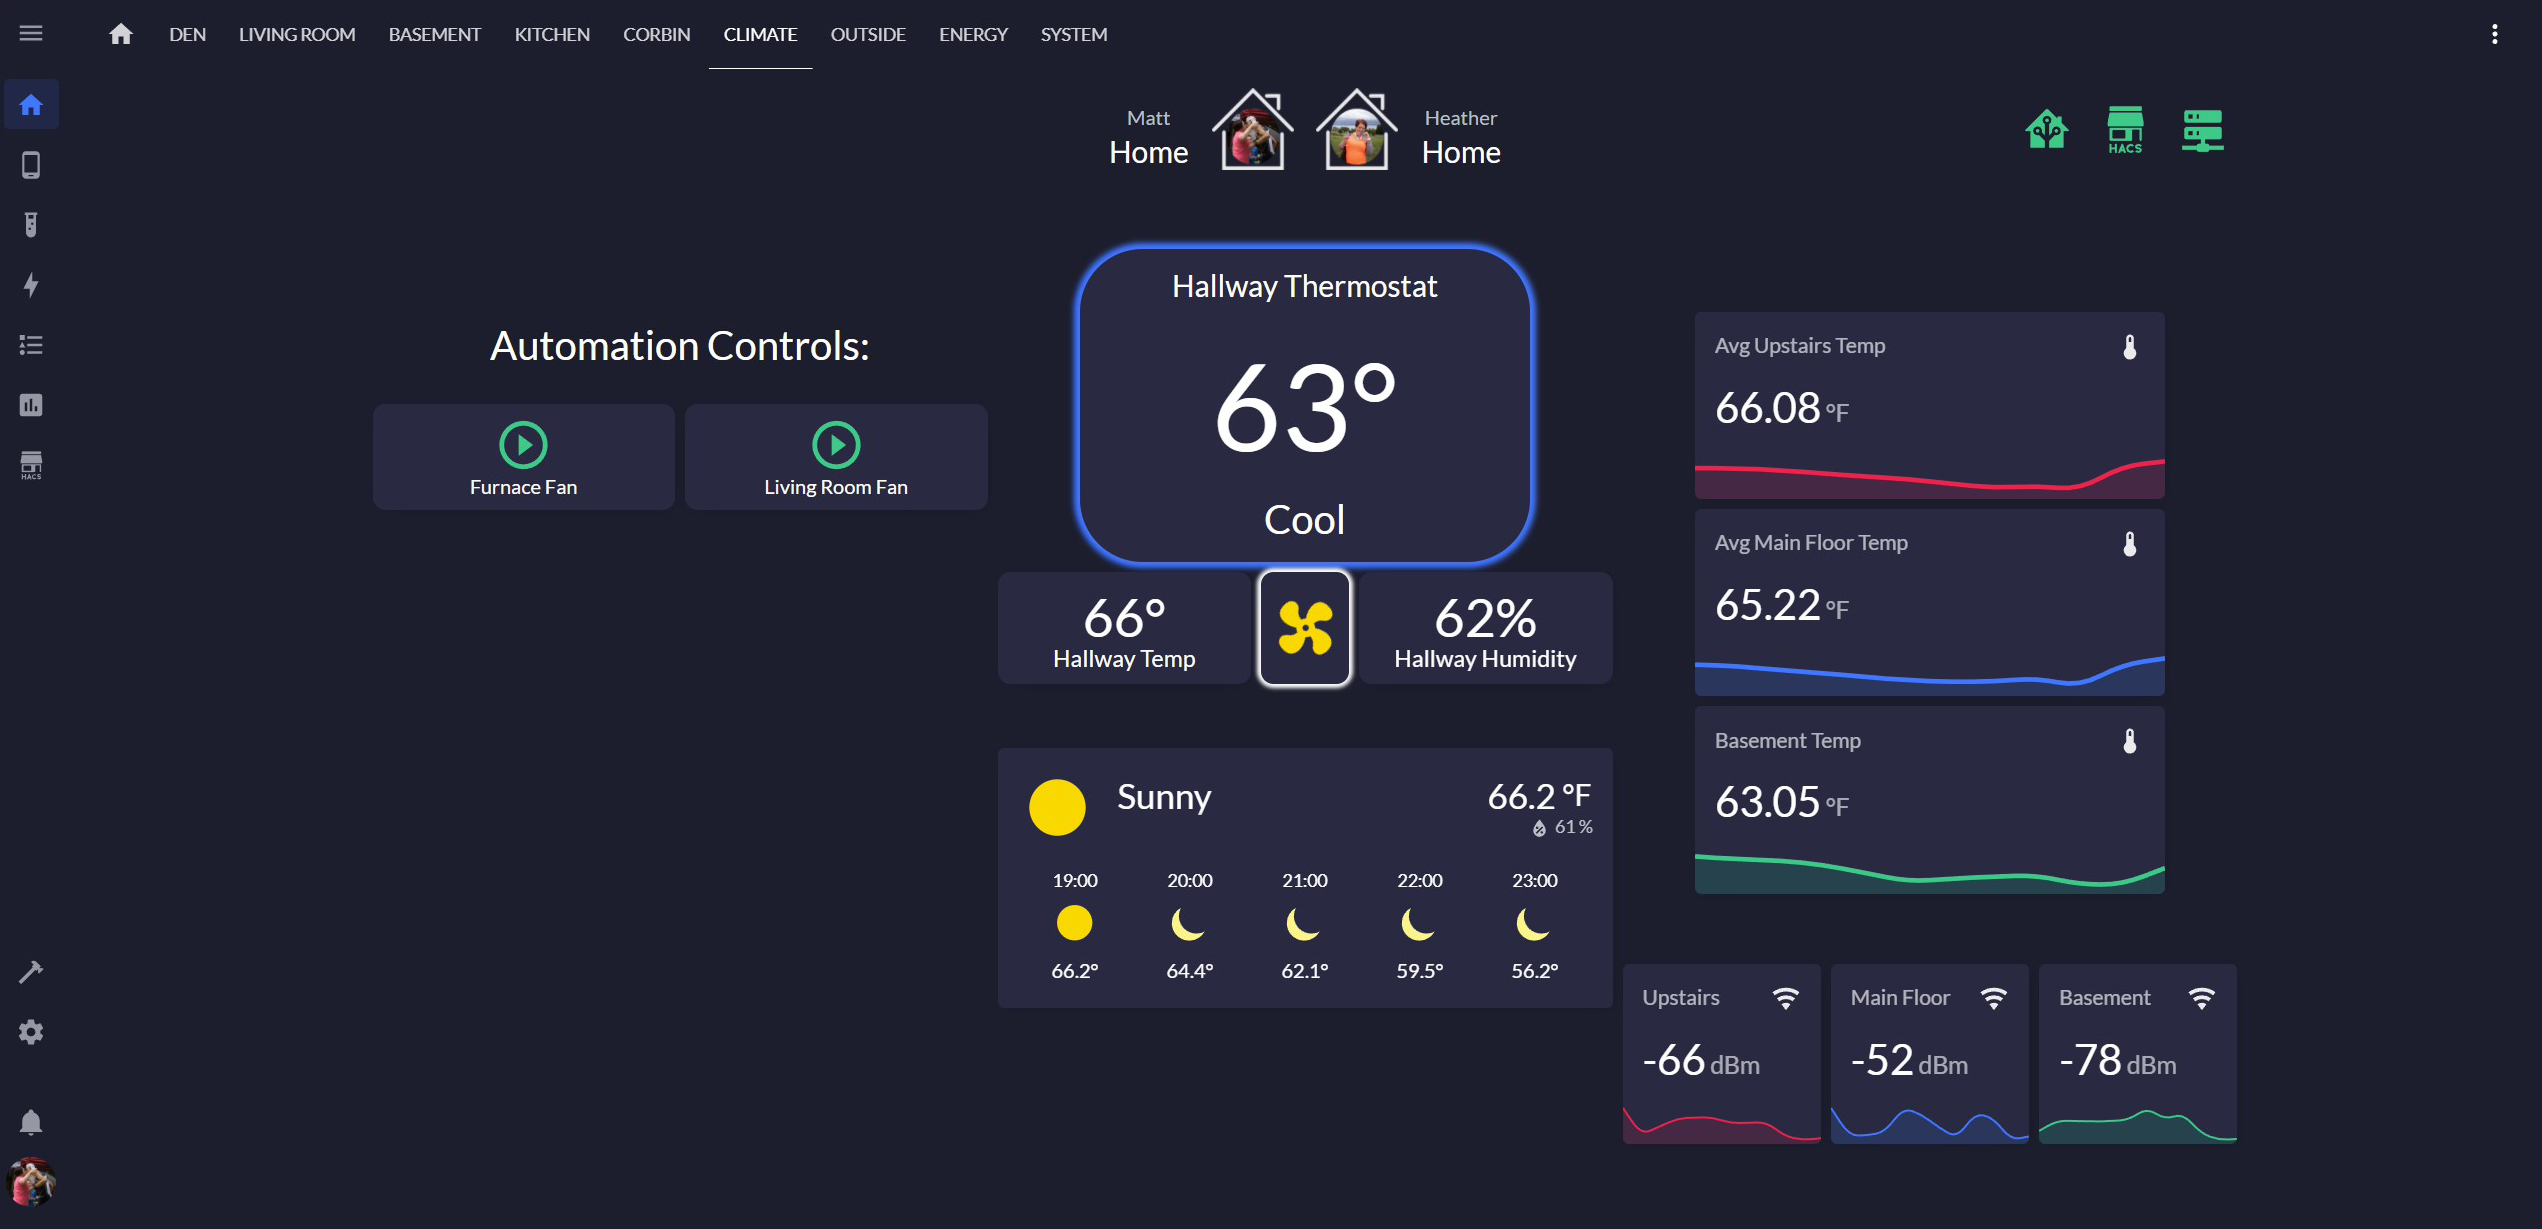 DEN LIVING ROOM BASEMENT KITCHEN CORBIN CLIMATE OUTSIDE ENERGY SYSTEM
Matt
Home
Heather
Home
HACS
HACS
Automation Controls:
Furnace Fan
Living Room Fan
Hallway Thermostat
63°
Cool
66°
Hallway Temp
62%
Hallway Humidity
Sunny
66.2 °F
61 %
19:00 20:00 21:00 22:00 23:00
66.2° 64.4° 62.1° 59.5° 56.2°
Avg Upstairs Temp
66.08 °F
Avg Main Floor Temp
65.22 °F
Basement Temp
63.05 °F
Upstairs
-66 dBm
Main Floor
-52 dBm
Basement
-78 dBm